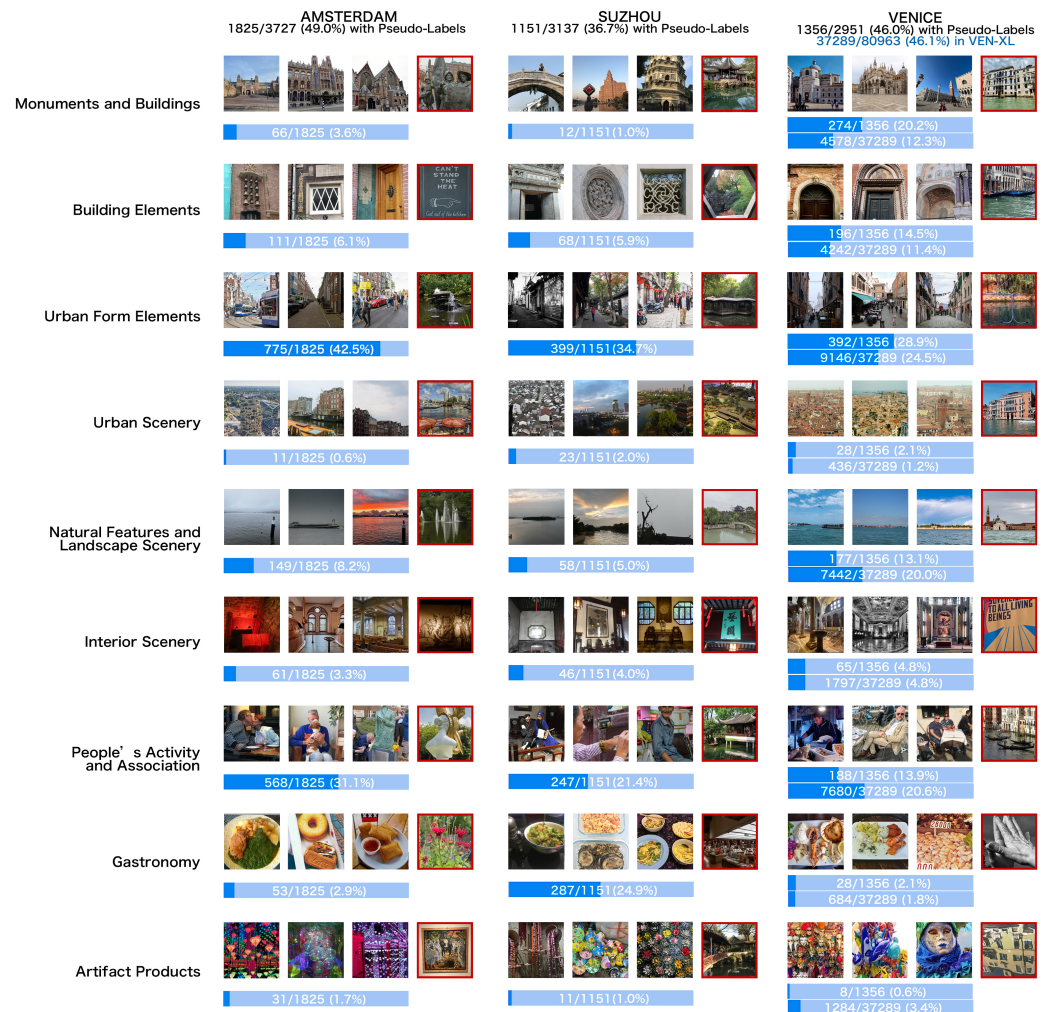 AMSTERDAM
1825/3727 (49.0%) with Pseudo-Labels
SUZHOU
1151/3137 (36.7%) with Pseudo-Labels
VENICE
1356/2951 (46.0%) with Pseudo-Labels
37289/80963 (46.1%) in VEN-XL
Monuments and Buildings
66/1825 (3.6%)
12/1151(1.0%)
274/1356 (20.2%)
4578/37289 (12.3%)
Building Elements
CAN'T
STAND
THE
HEAT
111/1825 (6.1%)
68/1151(5.9%)
196/1356 (14.5%)
4242/37289 (11.4%)
Urban Form Elements
775/1825 (42.5%)
399/1151(34.7%)
392/1356 (28.9%)
9146/37289 (24.5%)
Urban Scenery
11/1825 (0.6%)
23/1151(2.0%)
28/1356 (2.1%)
436/37289 (1.2%)
Natural Features and
Landscape Scenery
149/1825 (8.2%)
58/1151(5.0%)
177/1356 (13.1%)
7442/37289 (20.0%)
Interior Scenery
TO ALL LIVING
BEINGS
61/1825 (3.3%)
46/1151(4.0%)
65/1356 (4.8%)
1797/37289 (4.8%)
People’s Activity
and Association
568/1825 (31.1%)
247/1151(21.4%)
188/1356 (13.9%)
7680/37289 (20.6%)
Gastronomy
53/1825 (2.9%)
287/1151(24.9%)
28/1356 (2.1%)
684/37289 (1.8%)
Artifact Products
31/1825 (1.7%)
11/1151(1.0%)
8/1356 (0.6%)
1284/37289 (3.4%)